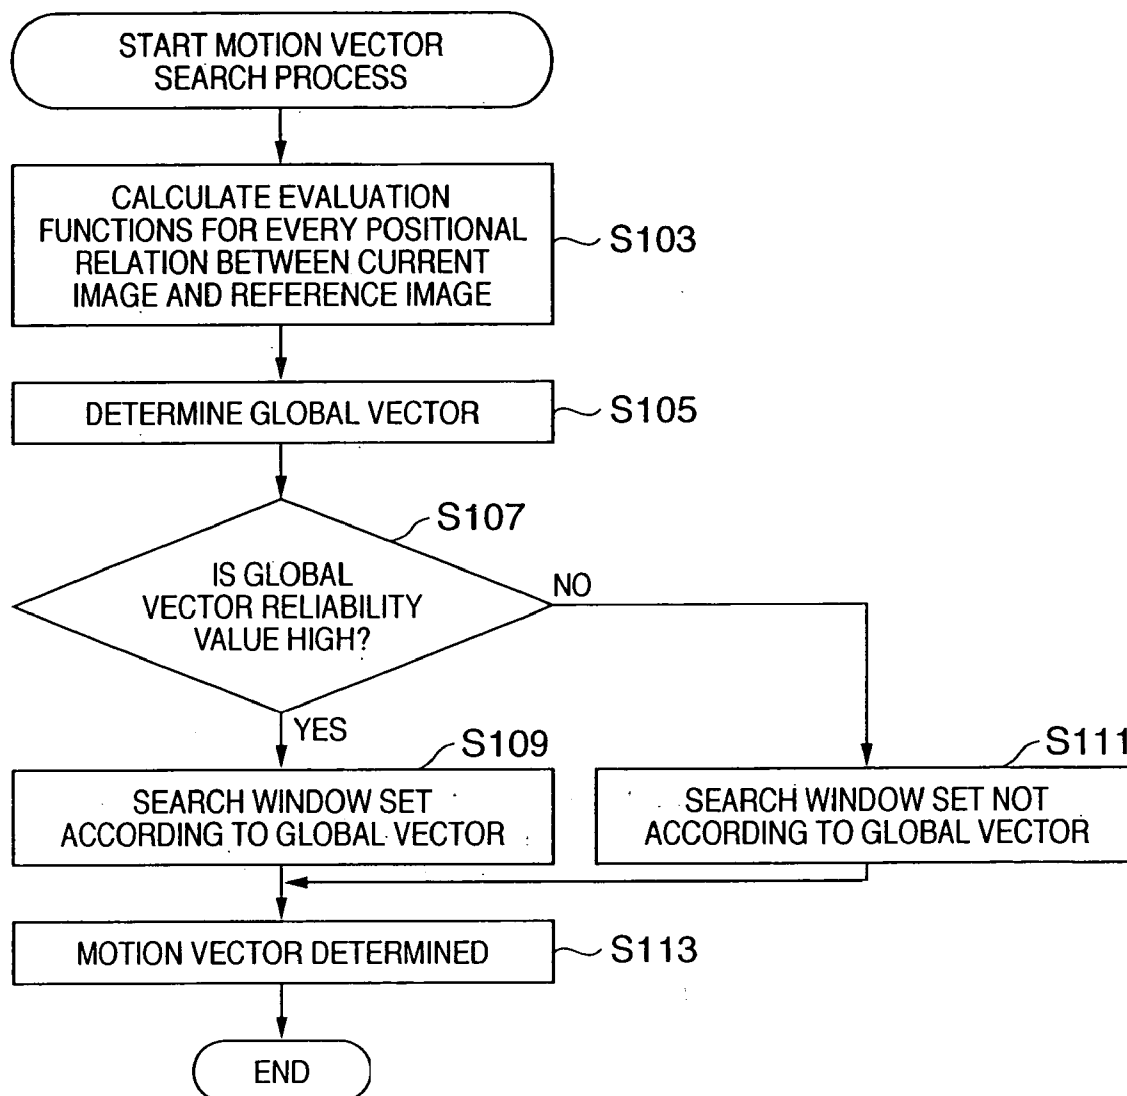 START MOTION VECTOR
SEARCH PROCESS
CALCULATE EVALUATION
FUNCTIONS FOR EVERY POSITIONAL
RELATION BETWEEN CURRENT
IMAGE AND REFERENCE IMAGE
S103
DETERMINE GLOBAL VECTOR
S105
S107
IS GLOBAL
VECTOR RELIABILITY
VALUE HIGH?
NO
YES
S109
SEARCH WINDOW SET
ACCORDING TO GLOBAL VECTOR
S111
SEARCH WINDOW SET NOT
ACCORDING TO GLOBAL VECTOR
MOTION VECTOR DETERMINED
S113
END